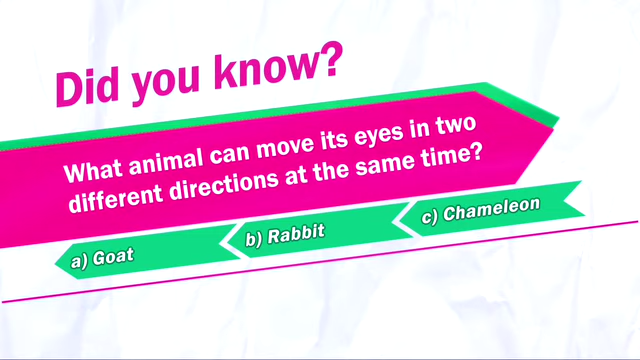 Did you know?
What animal can move its eyes in two
different directions at the same time?
a) Goat
b) Rabbit
c) Chameleon